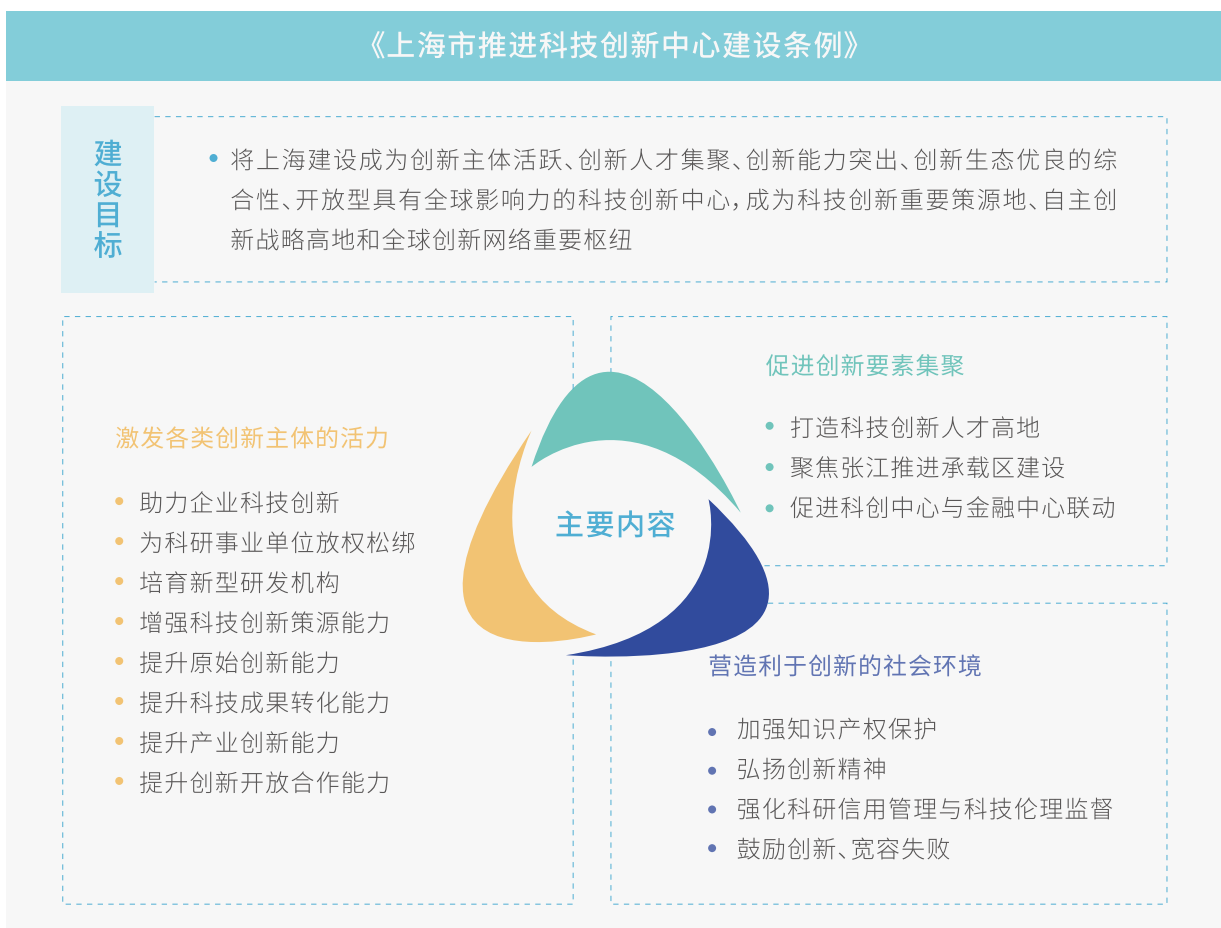 《上海市推进科技创新中心建设条例》
建设目标
• 将上海建设成为创新主体活跃、创新人才集聚、创新能力突出、创新生态优良的综
合性、开放型具有全球影响力的科技创新中心，成为科技创新重要策源地、自主创
新战略高地和全球创新网络重要枢纽
激发各类创新主体的活力
• 助力企业科技创新
• 为科研事业单位放权松绑
• 培育新型研发机构
• 增强科技创新策源能力
• 提升原始创新能力
• 提升科技成果转化能力
• 提升产业创新能力
• 提升创新开放合作能力
主要内容
促进创新要素集聚
• 打造科技创新人才高地
• 聚焦张江推进承载区建设
• 促进科创中心与金融中心联动
营造利于创新的社会环境
• 加强知识产权保护
• 弘扬创新精神
• 强化科研信用管理与科技伦理监督
• 鼓励创新、宽容失败